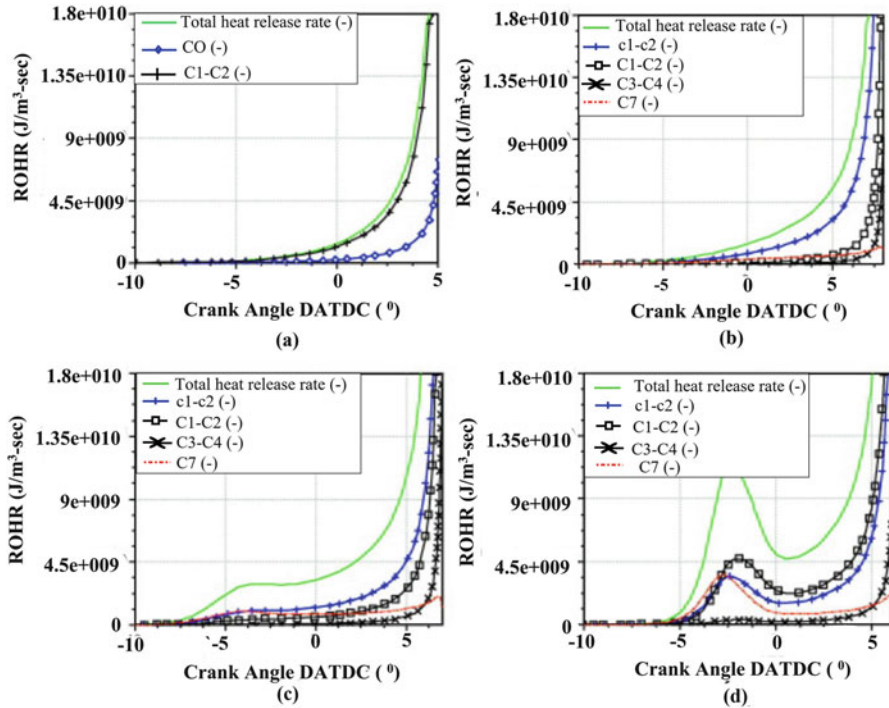 1.8e+010
1.35e+010
9e+009
4.5e+009
0
ROHR (J/m³-sec)
Total heat release rate (-)
CO (-)
C1-C2 (-)
-10
-5
0
5
Crank Angle DATDC ( ⁰)
(a)
1.8e+010
1.35e+010
9e+009
4.5e+009
0
ROHR (J/m³-sec)
Total heat release rate (-)
c1-c2 (-)
C1-C2 (-)
C3-C4 (-)
C7 (-)
-10
-5
0
5
Crank Angle DATDC ( ⁰)
(b)
1.8e+010
1.35e+010
9e+009
4.5e+009
0
ROHR (J/m³-sec)
Total heat release rate (-)
c1-c2 (-)
C1-C2 (-)
C3-C4 (-)
C7 (-)
-10
-5
0
5
Crank Angle DATDC ( ⁰)
(c)
1.8e+010
1.35e+010
9e+009
4.5e+009
0
ROHR (J/m³-sec)
Total heat release rate (-)
c1-c2 (-)
C1-C2 (-)
C3-C4 (-)
C7 (-)
-10
-5
0
5
Crank Angle DATDC ( ⁰)
(d)